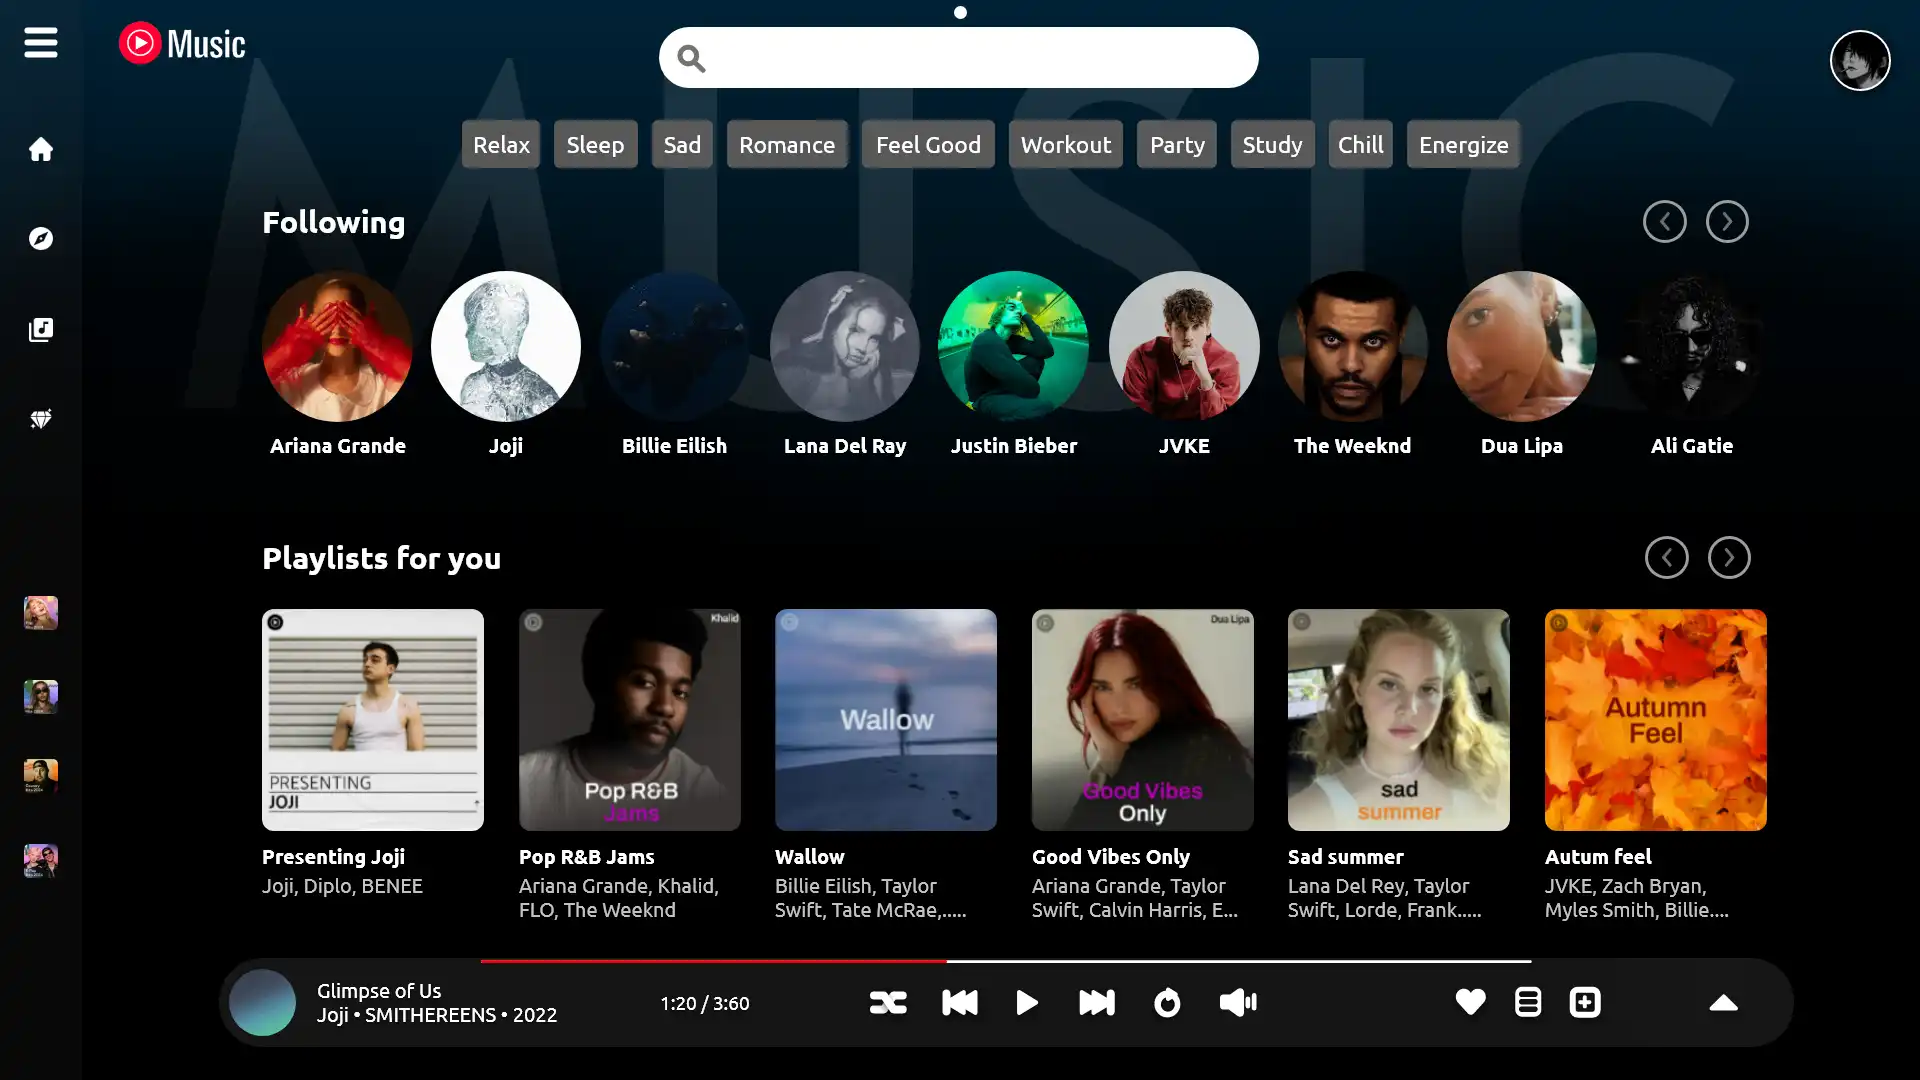 Music
MUSIC
Relax Sleep Sad Romance Feel Good Workout Party Study Chill Energize
Following
Ariana Grande Joji Billie Eilish Lana Del Ray Justin Bieber JVKE The Weeknd Dua Lipa Ali Gatie
Playlists for you
PRESENTING
JOJI
Khalid
Pop R&B
Jams
Wallow
Dua Lipa
Good Vibes
Only
sad
summer
Autumn
Feel
Presenting Joji
Joji, Diplo, BENEE
Pop R&B Jams
Ariana Grande, Khalid,
FLO, The Weeknd
Wallow
Billie Eilish, Taylor
Swift, Tate McRae,.....
Good Vibes Only
Ariana Grande, Taylor
Swift, Calvin Harris, E...
Sad summer
Lana Del Rey, Taylor
Swift, Lorde, Frank.....
Autum feel
JVKE, Zach Bryan,
Myles Smith, Billie....
Glimpse of Us
Joji • SMITHEREENS • 2022
1:20 / 3:60